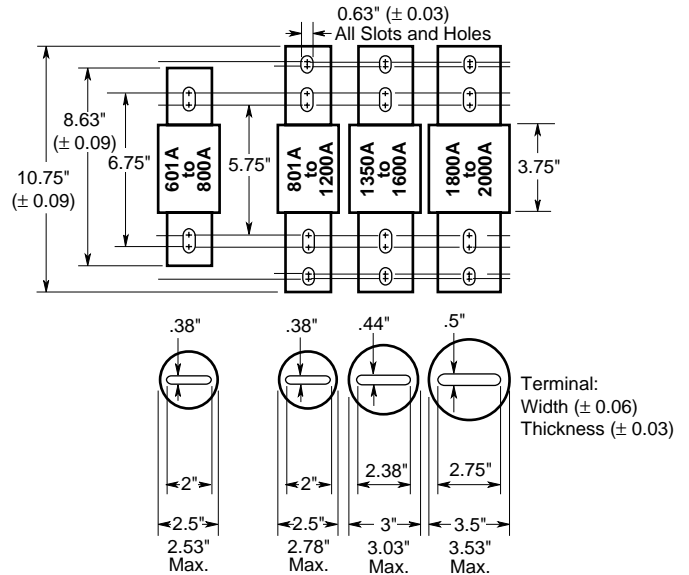 0.63" (± 0.03)
All Slots and Holes
8.63"
(± 0.09)
10.75"
(± 0.09)
6.75"
5.75"
3.75"
601A
to
800A
801A
to
1200A
1350A
to
1600A
1800A
to
2000A
.38"
.38"
.44"
.5"
Terminal:
Width (± 0.06)
Thickness (± 0.03)
2"
2"
2.38"
2.75"
2.5"
2.5"
3"
3.5"
2.53"
2.78"
3.03"
3.53"
Max.
Max.
Max.
Max.